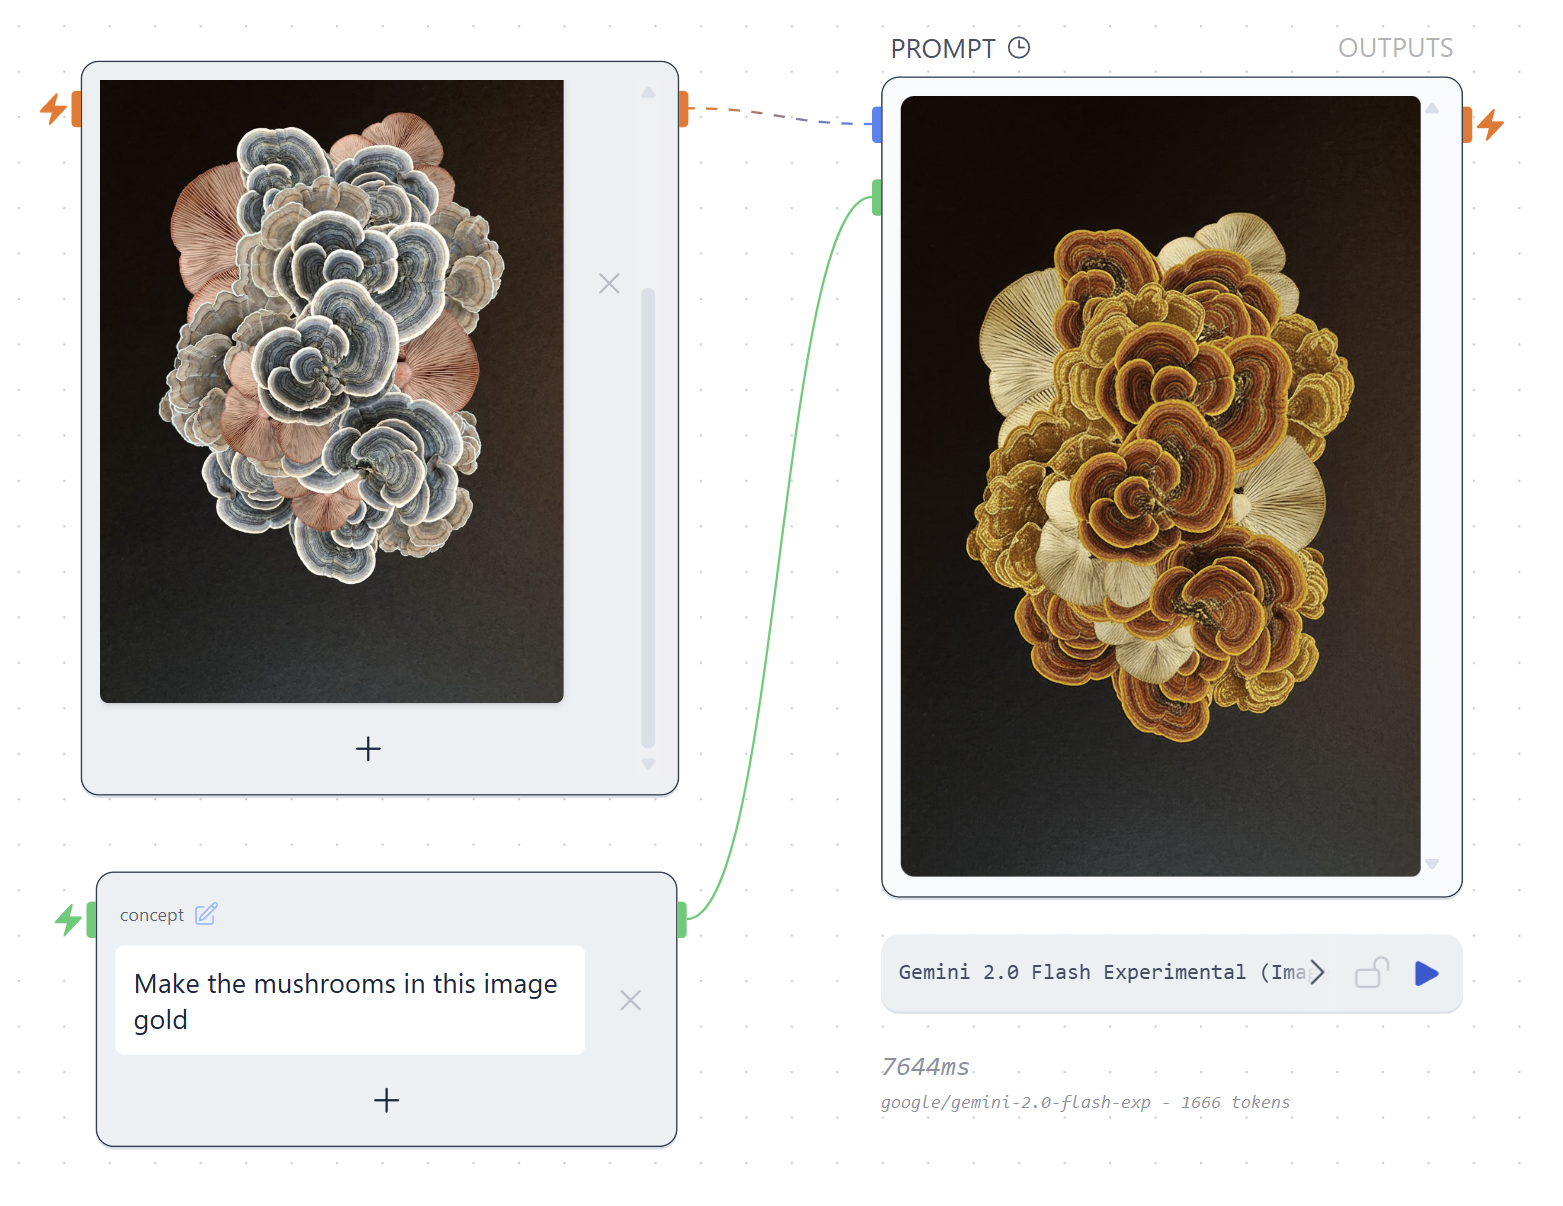 PROMPT
OUTPUTS
concept
Make the mushrooms in this image
gold
Gemini 2.0 Flash Experimental (Ima
7644ms
google/gemini-2.0-flash-exp - 1666 tokens